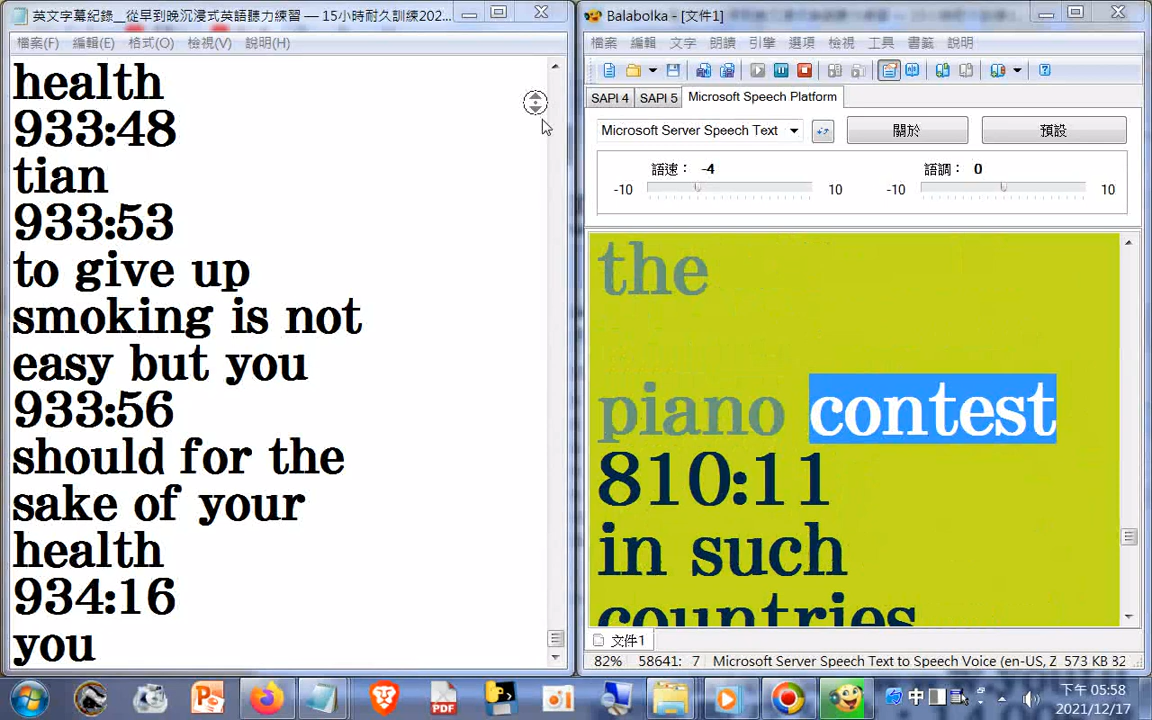 英文字幕紀錄__從早到晚沉浸式英語聽力練習 — 15小時耐久訓練202...
檔案(F) 編輯(E) 格式(O) 檢視(V) 說明(H)
health
933:48
tian
933:53
to give up
smoking is not
easy but you
933:56
should for the
sake of your
health
934:16
you
Balabolka - [文件1]
檔案 編輯 文字 朗讀 引擎 選項 檢視 工具 書籤 說明
SAPI 4 SAPI 5 Microsoft Speech Platform
Microsoft Server Speech Text 關於 預設
語速： -4 語調： 0
-10 10 -10 10
the
piano contest
810:11
in such
countries
文件1
82% 58641: 7 Microsoft Server Speech Text to Speech Voice (en-US, Z 573 KB 32
PDF
中
下午 05:58
2021/12/17